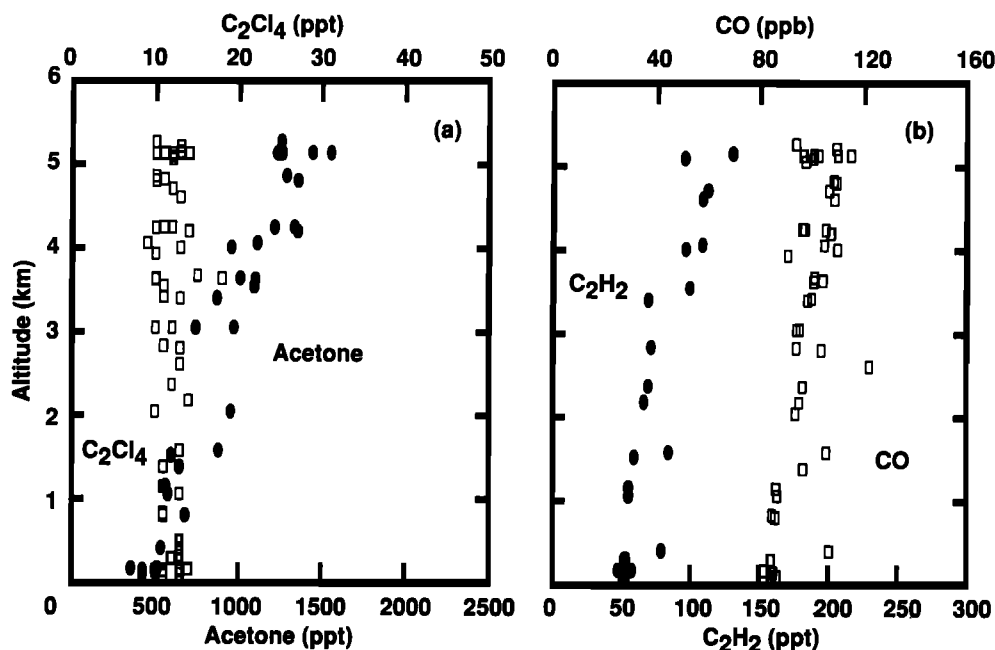 C2Cl4 (ppt)
0 10 20 30 40 50
CO (ppb)
0 40 80 120 160
6
5
4
3
2
1
0
Altitude (km)
(a)
Acetone
C2Cl4
(b)
C2H2
CO
500 1000 1500 2000 2500
Acetone (ppt)
0 50 100 150 200 250 300
C2H2 (ppt)